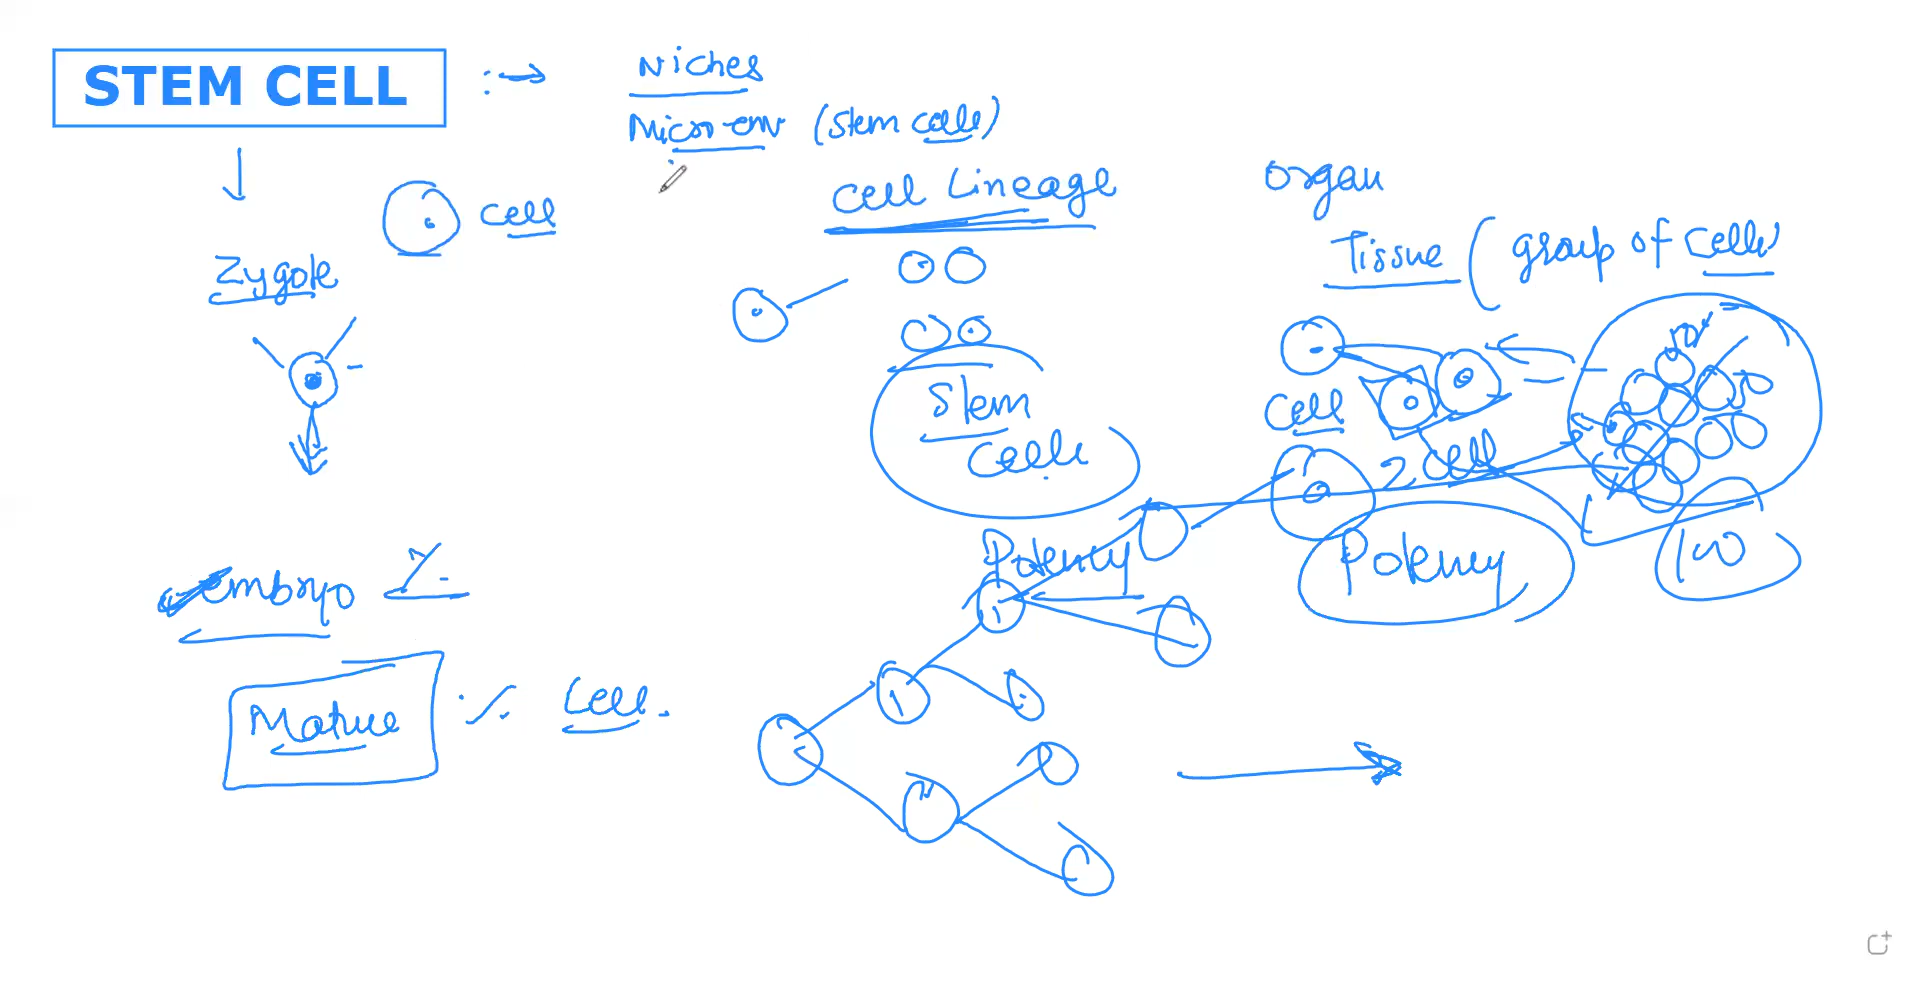 STEM CELL
Niches
Micro-env (Stem cells)
cell
Cell Lineage
Organ
Tissue (group of cells)
Zygote
Stem
Cells
Cell
2 cell
Potency
Potency
100
embryo
Mature
Cell.